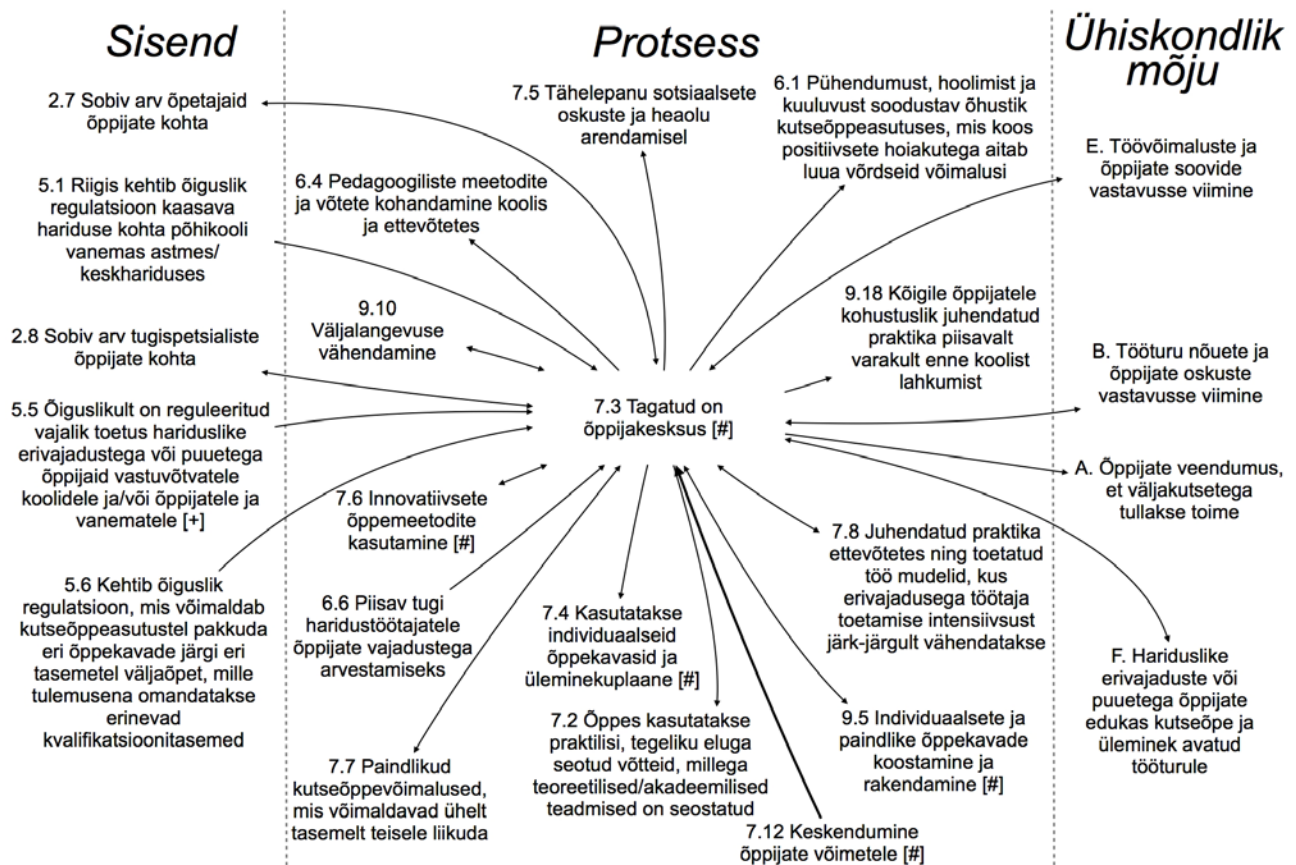 Sisend
Protsess
Ühiskondlik
mõju
2.7 Sobiv arv õpetajaid
õppijate kohta
5.1 Riigis kehtib õiguslik
regulatsioon kaasava
hariduse kohta põhikooli
vanemas astmes/
keskhariduses
2.8 Sobiv arv tugispetsialiste
õppijate kohta
5.5 Õiguslikult on reguleeritud
vajalik toetus hariduslike
erivajadustega või puuetega
õppijaid vastuvõtvatele
koolidele ja/või õppijatele ja
vanematele [+]
5.6 Kehtib õiguslik
regulatsioon, mis võimaldab
kutseõppeasutustel pakkuda
eri õppekavade järgi eri
tasemetel väljaõpet, mille
tulemusena omandatakse
erinevad
kvalifikatsioonitasemed
7.5 Tähelepanu sotsiaalsete
oskuste ja heaolu
arendamisel
6.1 Pühendumust, hoolimist ja
kuuluvust soodustav õhustik
kutseõppeasutuses, mis koos
positiivsete hoiakutega aitab
luua võrdseid võimalusi
6.4 Pedagoogiliste meetodite
ja võtete kohandamine koolis
ja ettevõtetes
9.10
Väljalangevuse
vähendamine
9.18 Kõigile õppijatele
kohustuslik juhendatud
praktika piisavalt
varakult enne koolist
lahkumist
7.3 Tagatud on
õppijakesksus [#]
7.6 Innovatiivsete
õppemeetodite
kasutamine [#]
6.6 Piisav tugi
haridustöötajatele
õppijate vajadustega
arvestamiseks
7.7 Paindlikud
kutseõppevõimalused,
mis võimaldavad ühelt
tasemelt teisele liikuda
7.4 Kasutatakse
individuaalseid
õppekavasid ja
üleminekuplaane [#]
7.2 Õppes kasutatakse
praktilisi, tegeliku eluga
seotud võtteid, millega
teoreetilised/akadeemilised
teadmised on seostatud
7.8 Juhendatud praktika
ettevõtetes ning toetatud
töö mudelid, kus
erivajadusega töötaja
toetamise intensiivsust
järk-järgult vähendatakse
9.5 Individuaalsete ja
paindlike õppekavade
koostamine ja
rakendamine [#]
7.12 Keskendumine
õppijate võimetele [#]
E. Töövõimaluste ja
õppijate soovide
vastavusse viimine
B. Tööturu nõuete ja
õppijate oskuste
vastavusse viimine
A. Õppijate veendumus,
et väljakutsetega
tullakse toime
F. Hariduslike
erivajaduste või
puuetega õppijate
edukas kutseõpe ja
üleminek avatud
tööturule